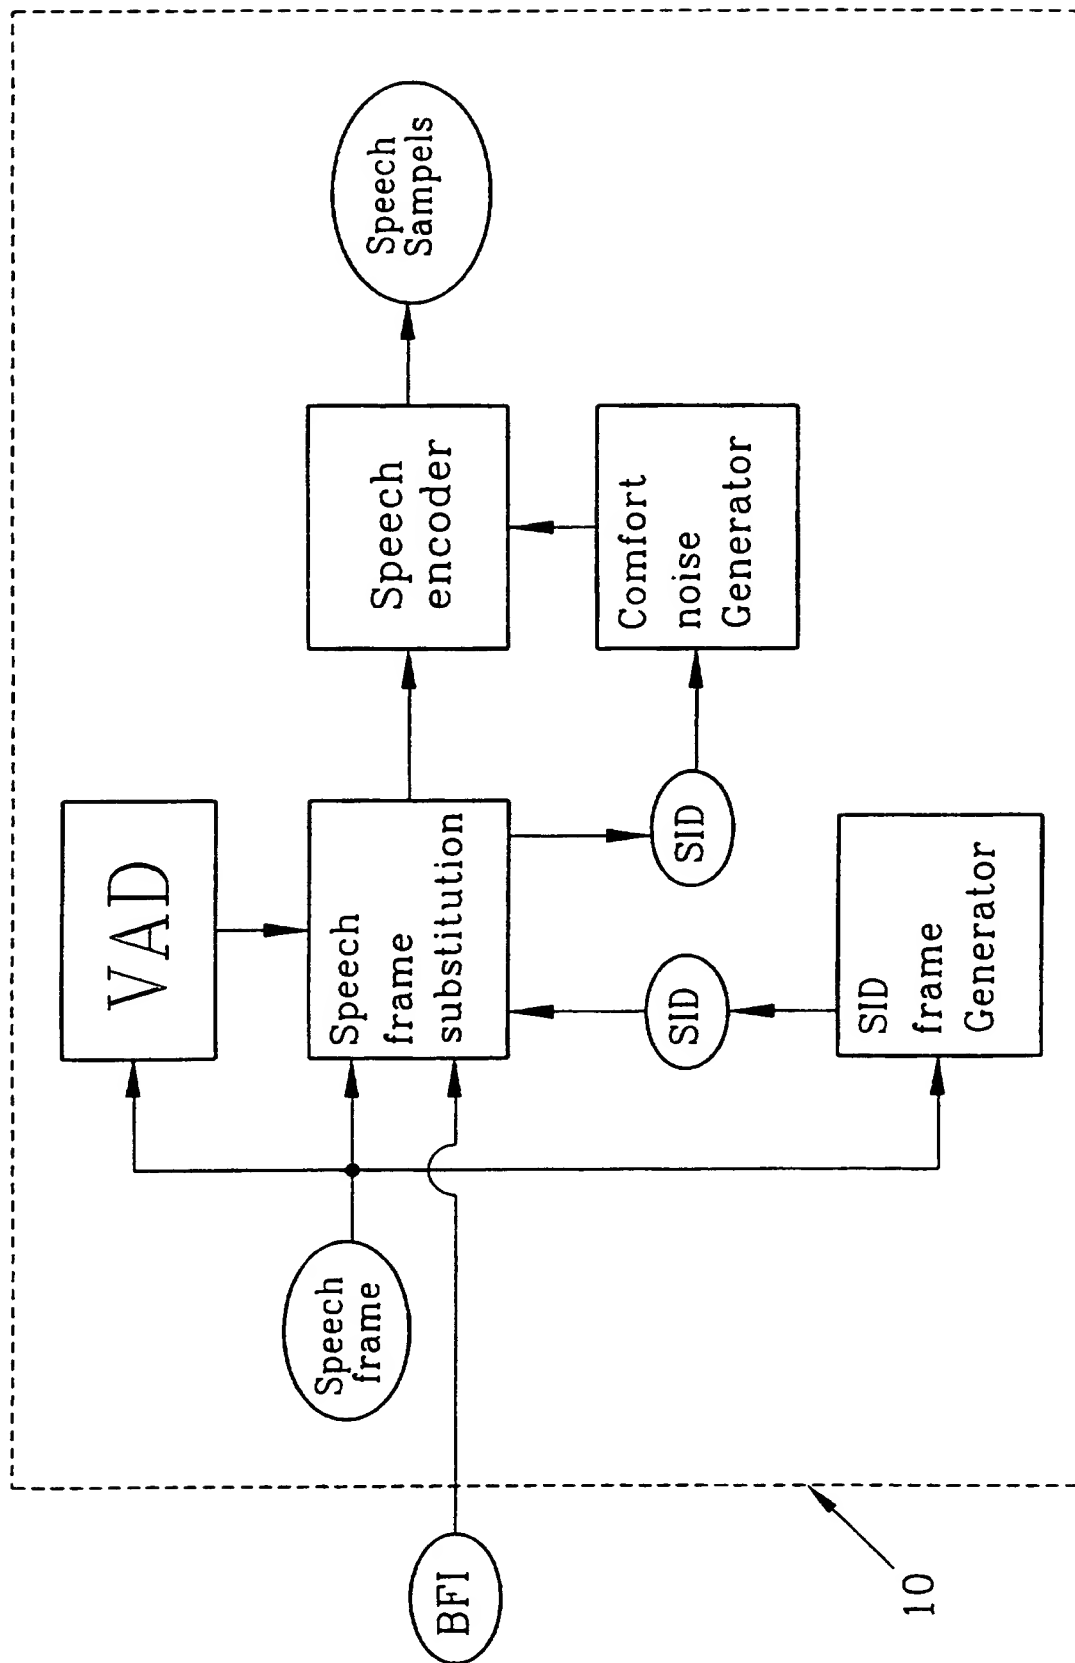 VAD
Speech
frame
Speech
frame
substitution
Speech
encoder
Speech
Sampels
BFI
SID
SID
SID
frame
Generator
Comfort
noise
Generator
10